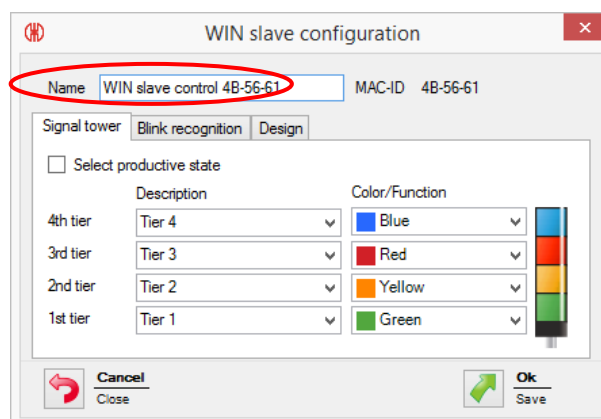 WIN slave configuration
Name WIN slave control 4B-56-61 MAC-ID 4B-56-61
Signal tower Blink recognition Design
Select productive state
Description Color/Function
4th tier Tier 4 Blue
3rd tier Tier 3 Red
2nd tier Tier 2 Yellow
1st tier Tier 1 Green
Cancel Ok
Close Save